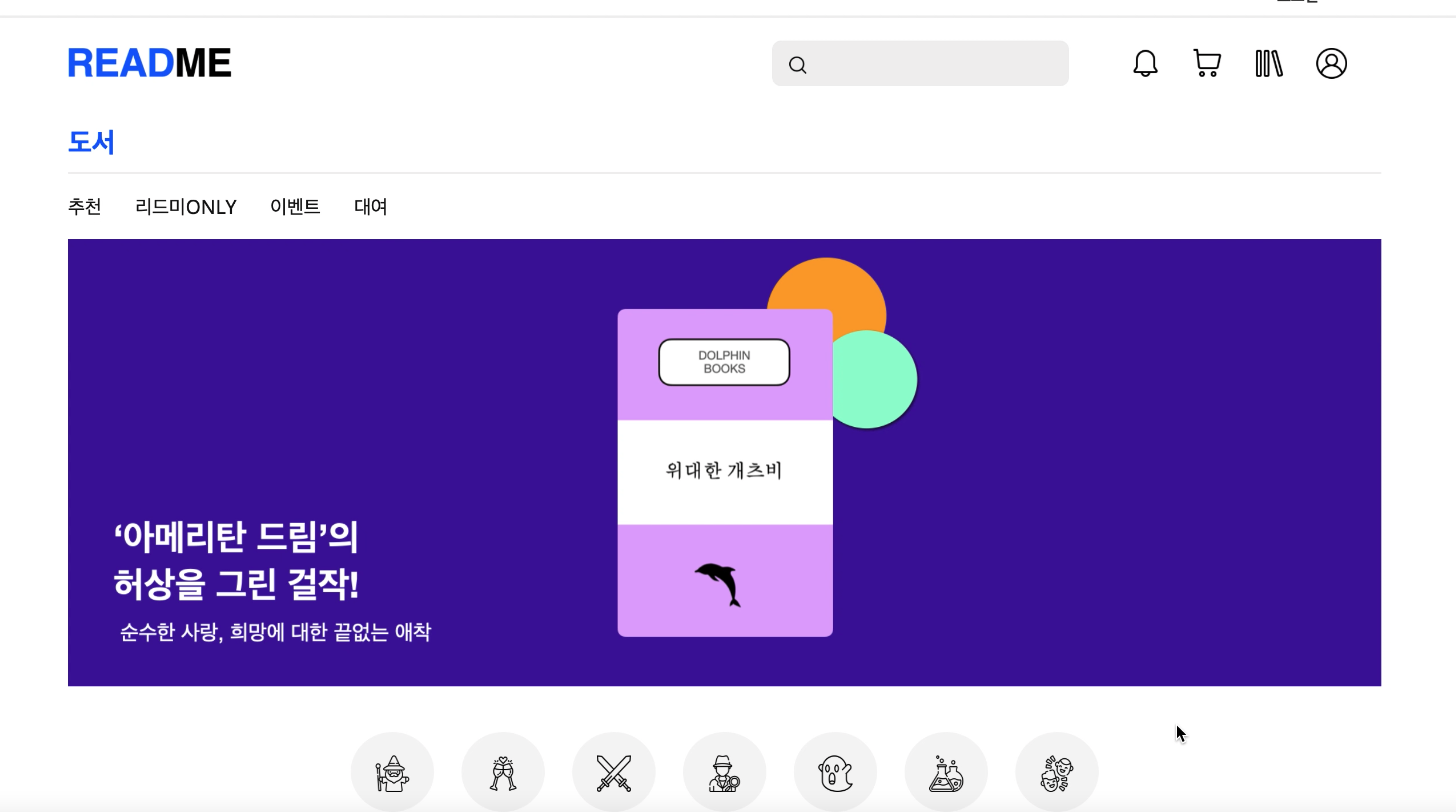 README
도서
추천 리드미ONLY 이벤트 대여
DOLPHIN
BOOKS
위대한 개츠비
‘아메리탄 드림’의
허상을 그린 걸작!
순수한 사랑, 희망에 대한 끝없는 애착